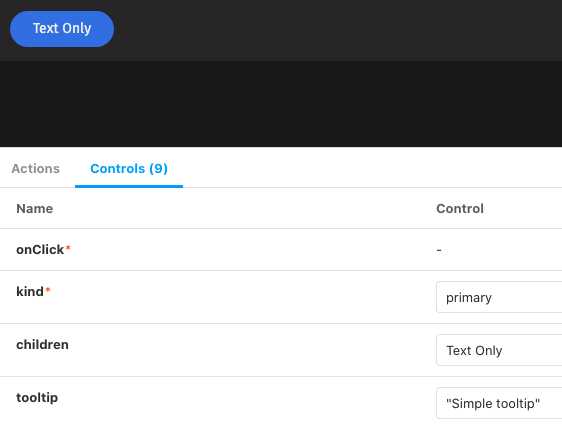 Text Only
Actions Controls (9)
Name Control
onClick* -
kind* primary
children Text Only
tooltip "Simple tooltip"